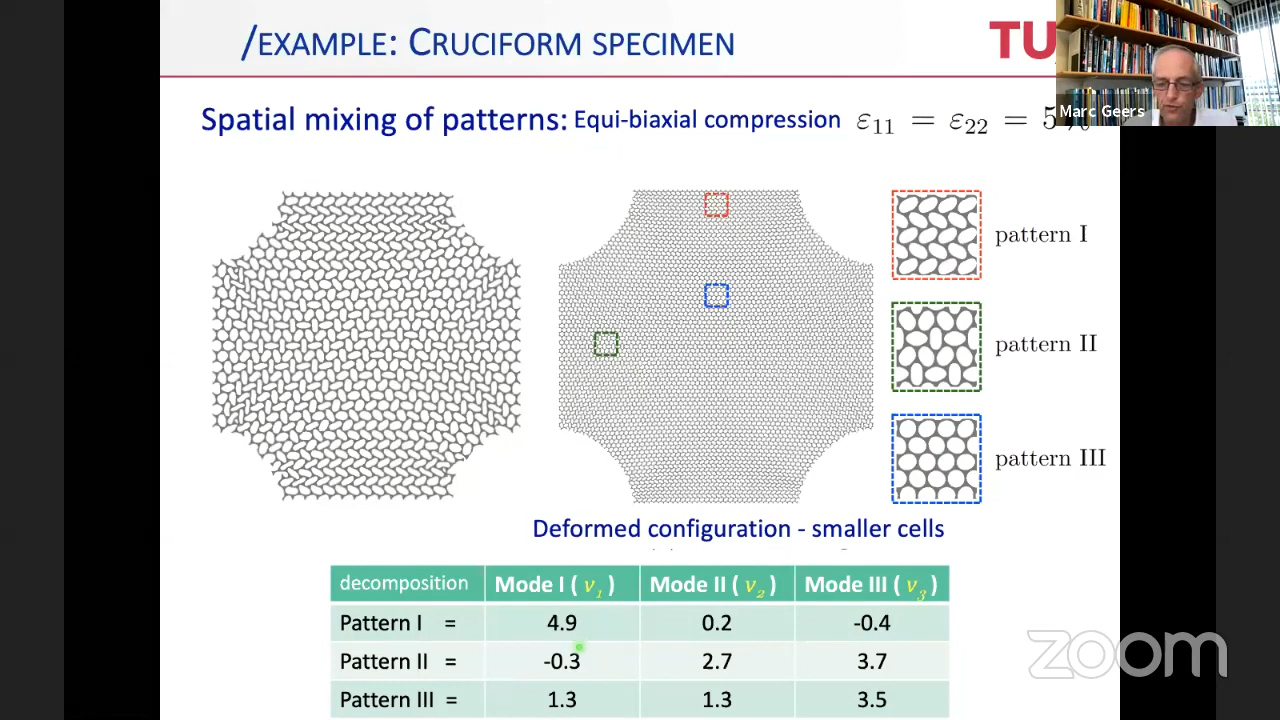 /EXAMPLE: CRUCIFORM SPECIMEN
TU
Marc Geers
Spatial mixing of patterns: Equi-biaxial compression ε11 = ε22 = 5%
pattern I
pattern II
pattern III
Deformed configuration - smaller cells
decomposition Mode I ( v1 ) Mode II ( v2 ) Mode III ( v3 )
Pattern I = 4.9 0.2 -0.4
Pattern II = -0.3 2.7 3.7
Pattern III = 1.3 1.3 3.5
zoom